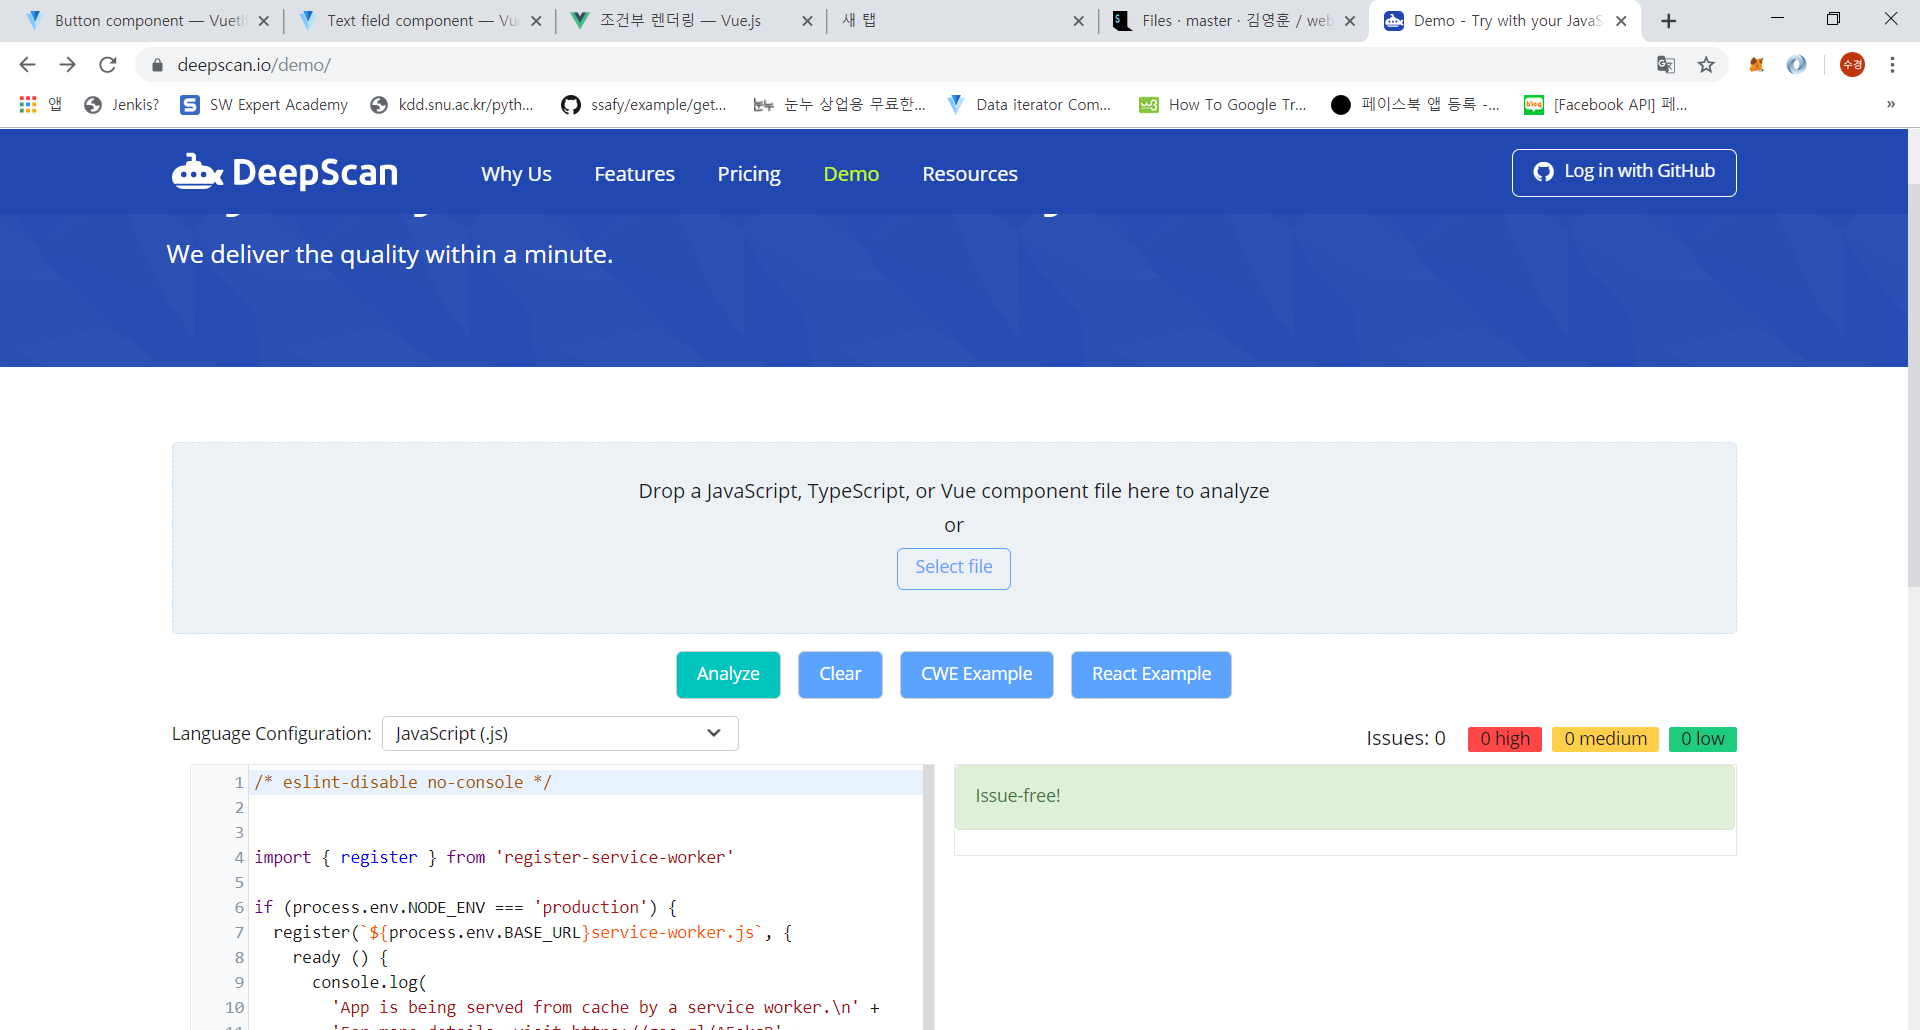 Button component — Vueti
Text field component — Vue
조건부 렌더링 — Vue.js
새 탭
Files · master · 김영훈 / web
Demo - Try with your JavaS
deepscan.io/demo/
수경
앱
Jenkis?
SW Expert Academy
kdd.snu.ac.kr/pyth...
ssafy/example/get...
눈누 상업용 무료한...
Data iterator Com...
How To Google Tr...
페이스북 앱 등록 -...
[Facebook API] 페...
»
DeepScan
Why Us
Features
Pricing
Demo
Resources
Log in with GitHub
We deliver the quality within a minute.
Drop a JavaScript, TypeScript, or Vue component file here to analyze
or
Select file
Analyze
Clear
CWE Example
React Example
Language Configuration:
JavaScript (.js)
Issues: 0
0 high
0 medium
0 low
1 /* eslint-disable no-console */
2
3
4 import { register } from 'register-service-worker'
5
6 if (process.env.NODE_ENV === 'production') {
7 register(`${process.env.BASE_URL}service-worker.js`, {
8 ready () {
9 console.log(
10 'App is being served from cache by a service worker.\n' +
Issue-free!